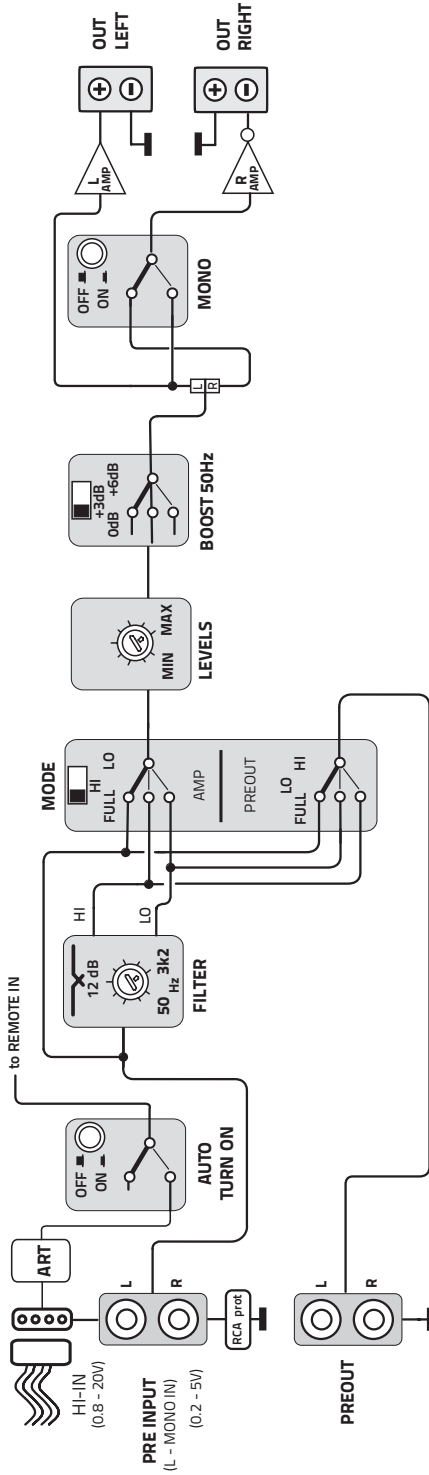 HI-IN
(0.8 - 20V)
ART
PRE INPUT
(L - MONO IN)
(0.2 - 5V)
L
R
RCA prot
to REMOTE IN
OFF
ON
AUTO
TURN ON
12 dB
50
Hz
3k2
FILTER
HI
LO
MODE
FULL
HI
LO
AMP
PREOUT
FULL
LO
HI
MIN
MAX
LEVELS
0dB
+3dB
+6dB
BOOST 50Hz
L
R
OFF
ON
MONO
L
AMP
R
AMP
+
−
OUT
LEFT
+
−
OUT
RIGHT
PREOUT
L
R